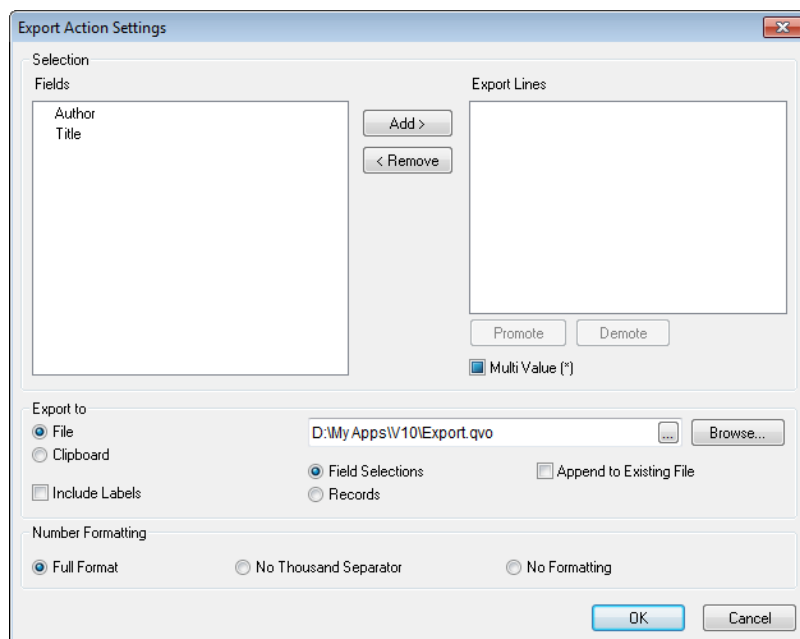 Export Action Settings
Selection
Fields
Export Lines
Author
Title
Add >
< Remove
Promote
Demote
Multi Value (*)
Export to
File
D:\My Apps\V10\Export.qvo
...
Browse...
Clipboard
Field Selections
Append to Existing File
Include Labels
Records
Number Formatting
Full Format
No Thousand Separator
No Formatting
OK
Cancel